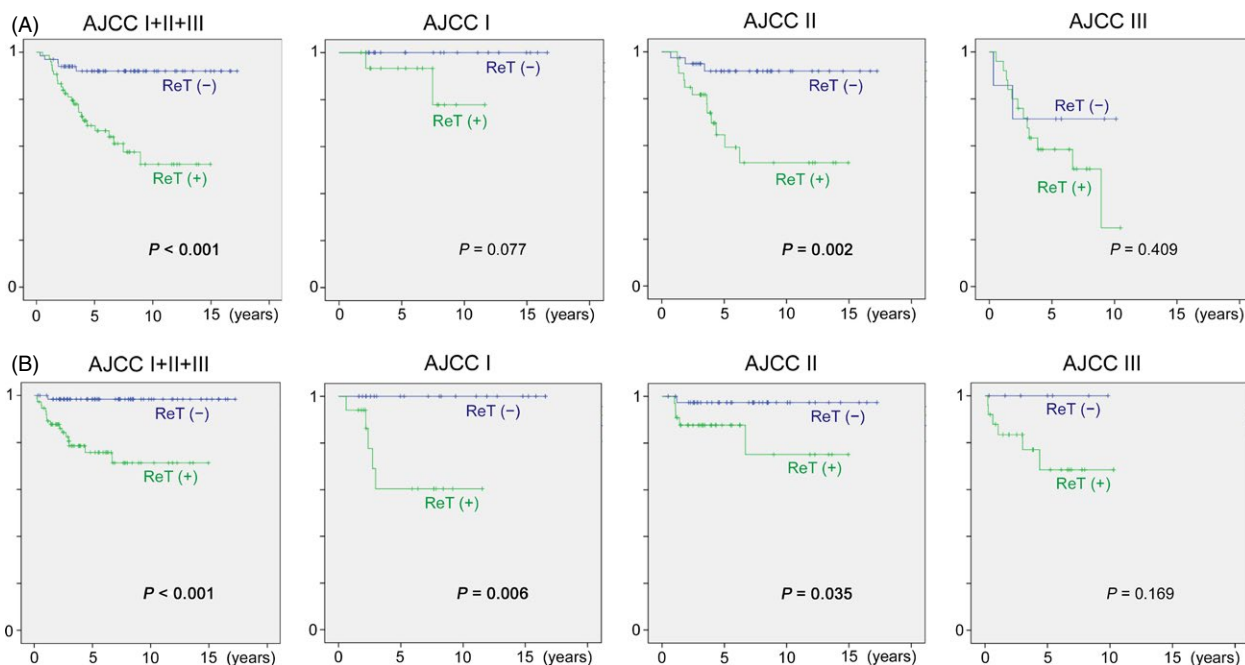 (A)
AJCC I+II+III
1
ReT (−)
ReT (+)
P < 0.001
0
0 5 10 15 (years)
AJCC I
1
ReT (−)
ReT (+)
P = 0.077
0
0 5 10 15 (years)
AJCC II
1
ReT (−)
ReT (+)
P = 0.002
0
0 5 10 15 (years)
AJCC III
1
ReT (−)
ReT (+)
P = 0.409
0
0 5 10 15 (years)
(B)
AJCC I+II+III
1
ReT (−)
ReT (+)
P < 0.001
0
0 5 10 15 (years)
AJCC I
1
ReT (−)
ReT (+)
P = 0.006
0
0 5 10 15 (years)
AJCC II
1
ReT (−)
ReT (+)
P = 0.035
0
0 5 10 15 (years)
AJCC III
1
ReT (−)
ReT (+)
P = 0.169
0
0 5 10 15 (years)